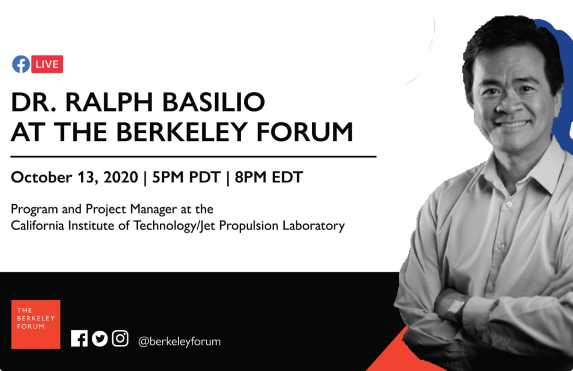 LIVE
DR. RALPH BASILIO
AT THE BERKELEY FORUM
October 13, 2020 | 5PM PDT | 8PM EDT
Program and Project Manager at the
California Institute of Technology/Jet Propulsion Laboratory
THE
BERKELEY
FORUM
@berkeleyforum